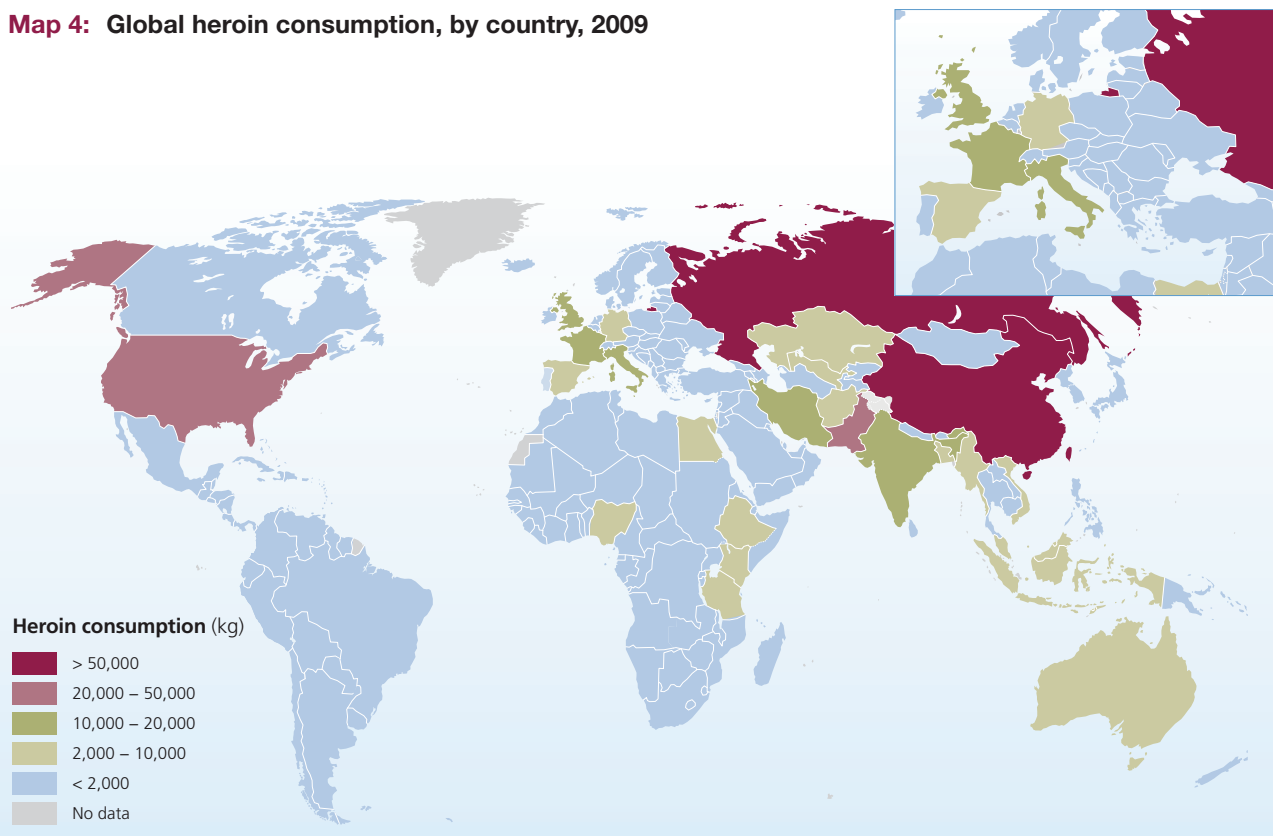 Map 4: Global heroin consumption, by country, 2009
Heroin consumption (kg)
> 50,000
20,000 – 50,000
10,000 – 20,000
2,000 – 10,000
< 2,000
No data